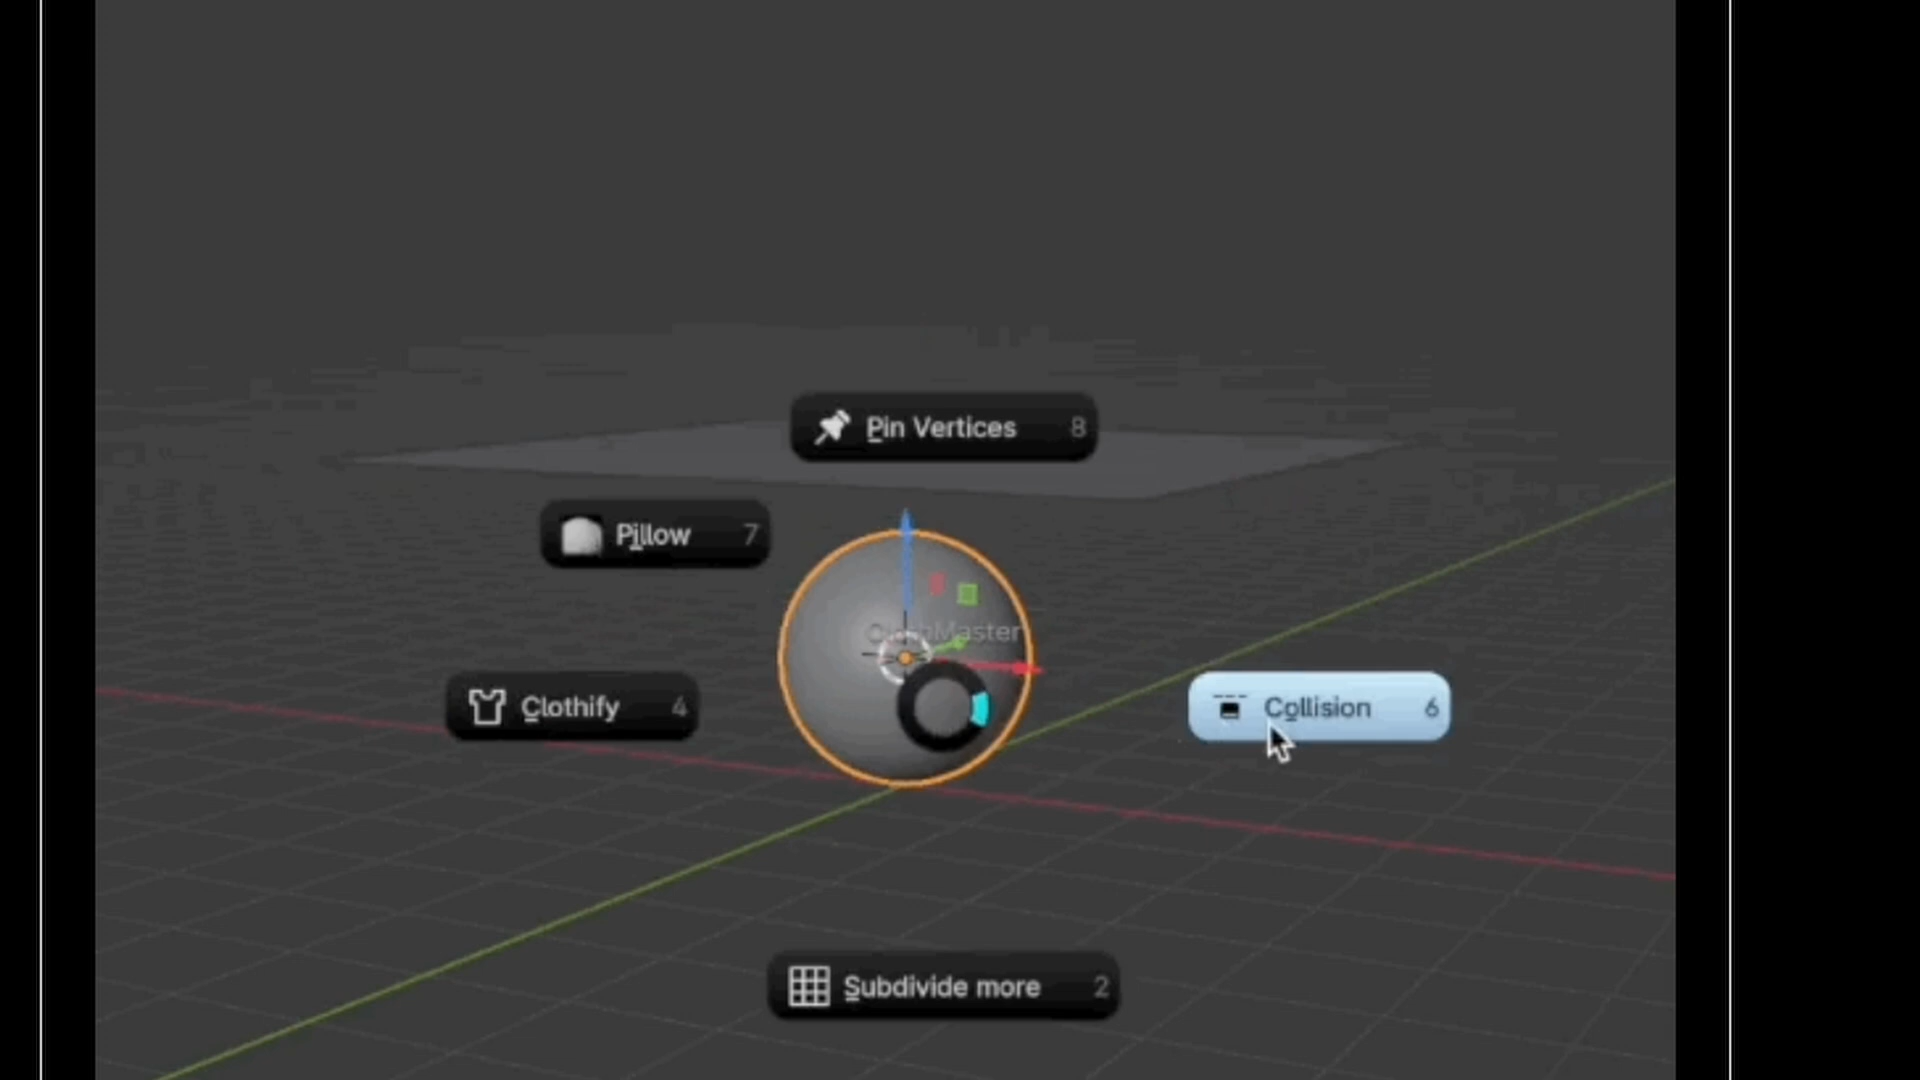 Pin Vertices 8
Pillow 7
Clothify 4
Collision 6
Subdivide more 2